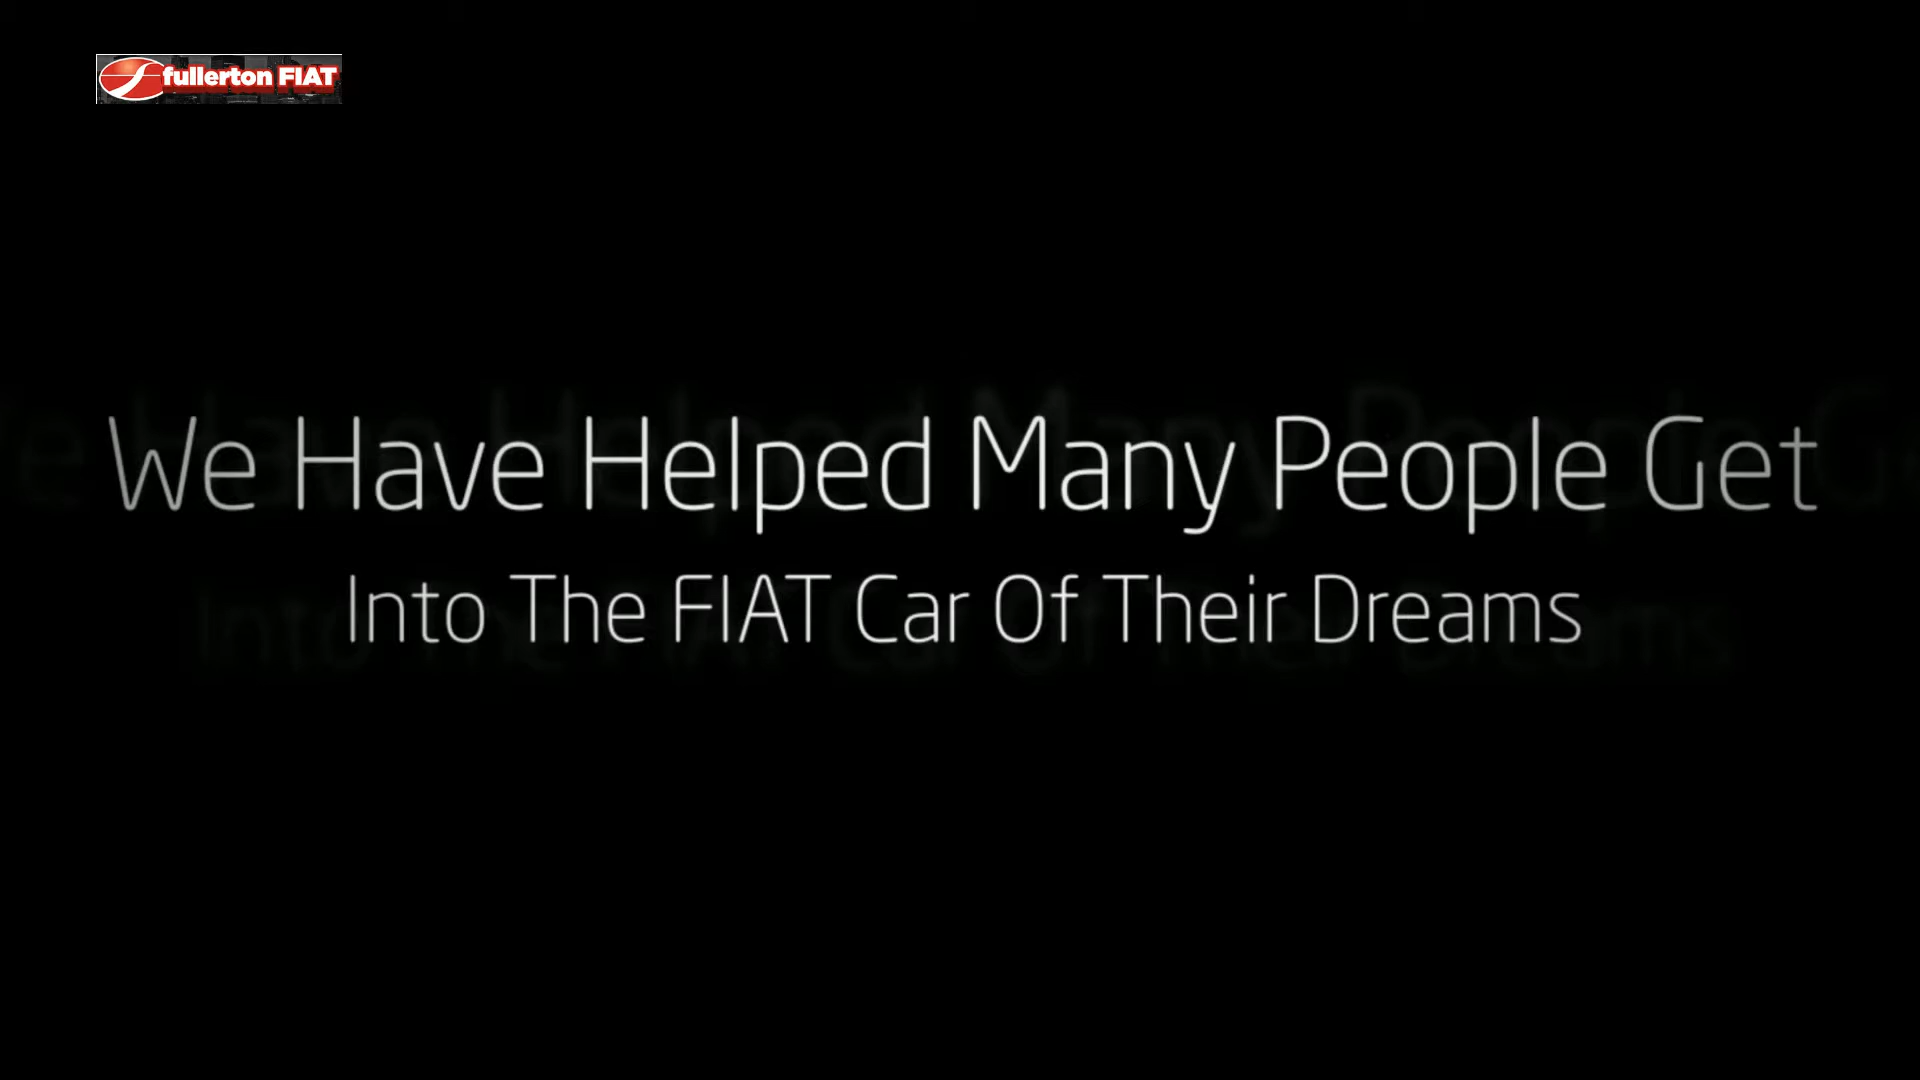 fullerton FIAT
We Have Helped Many People Get
Into The FIAT Car Of Their Dreams